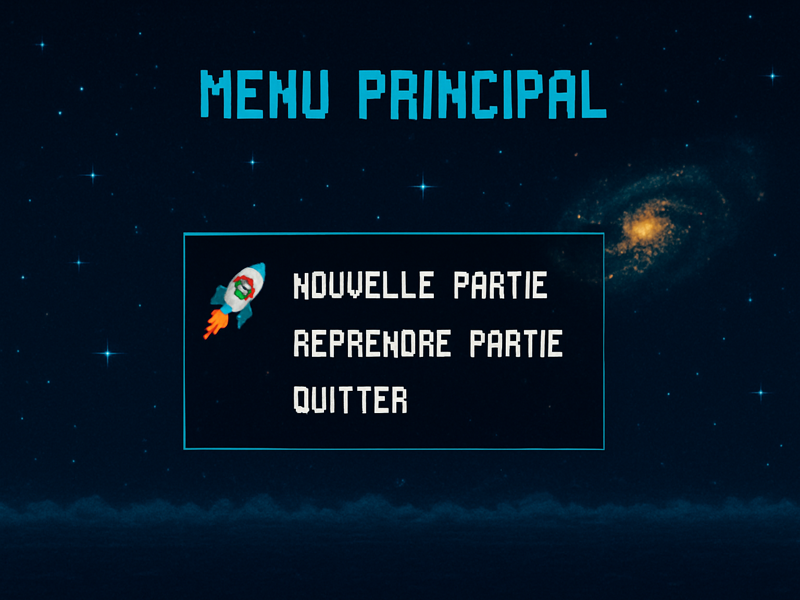 MENU PRINCIPAL
NOUVELLE PARTIE
REPRENDRE PARTIE
QUITTER